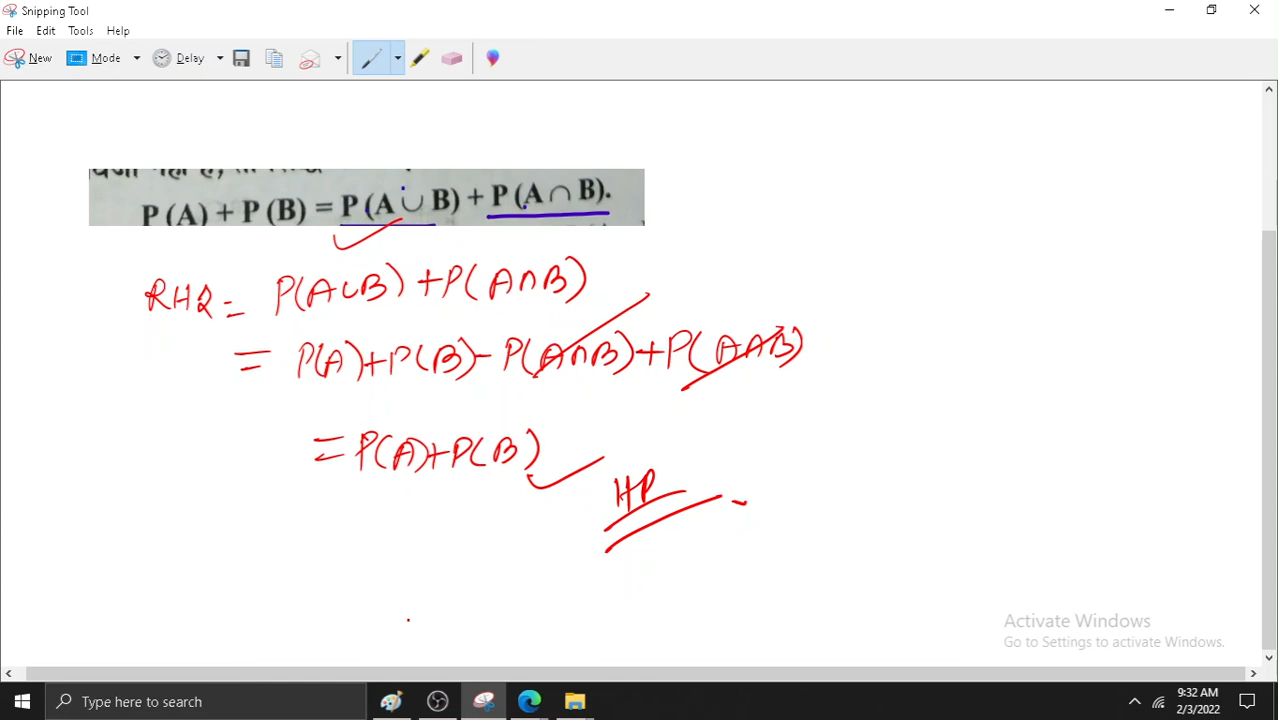 Snipping Tool
File Edit Tools Help
New Mode Delay
P (A) + P (B) = P (A ∪ B) + P (A ∩ B).
RHS = P(A∪B) + P(A∩B)
= P(A) + P(B) - P(A∩B) + P(A∩B)
= P(A) + P(B)
HP
Activate Windows
Go to Settings to activate Windows.
Type here to search
9:32 AM
2/3/2022